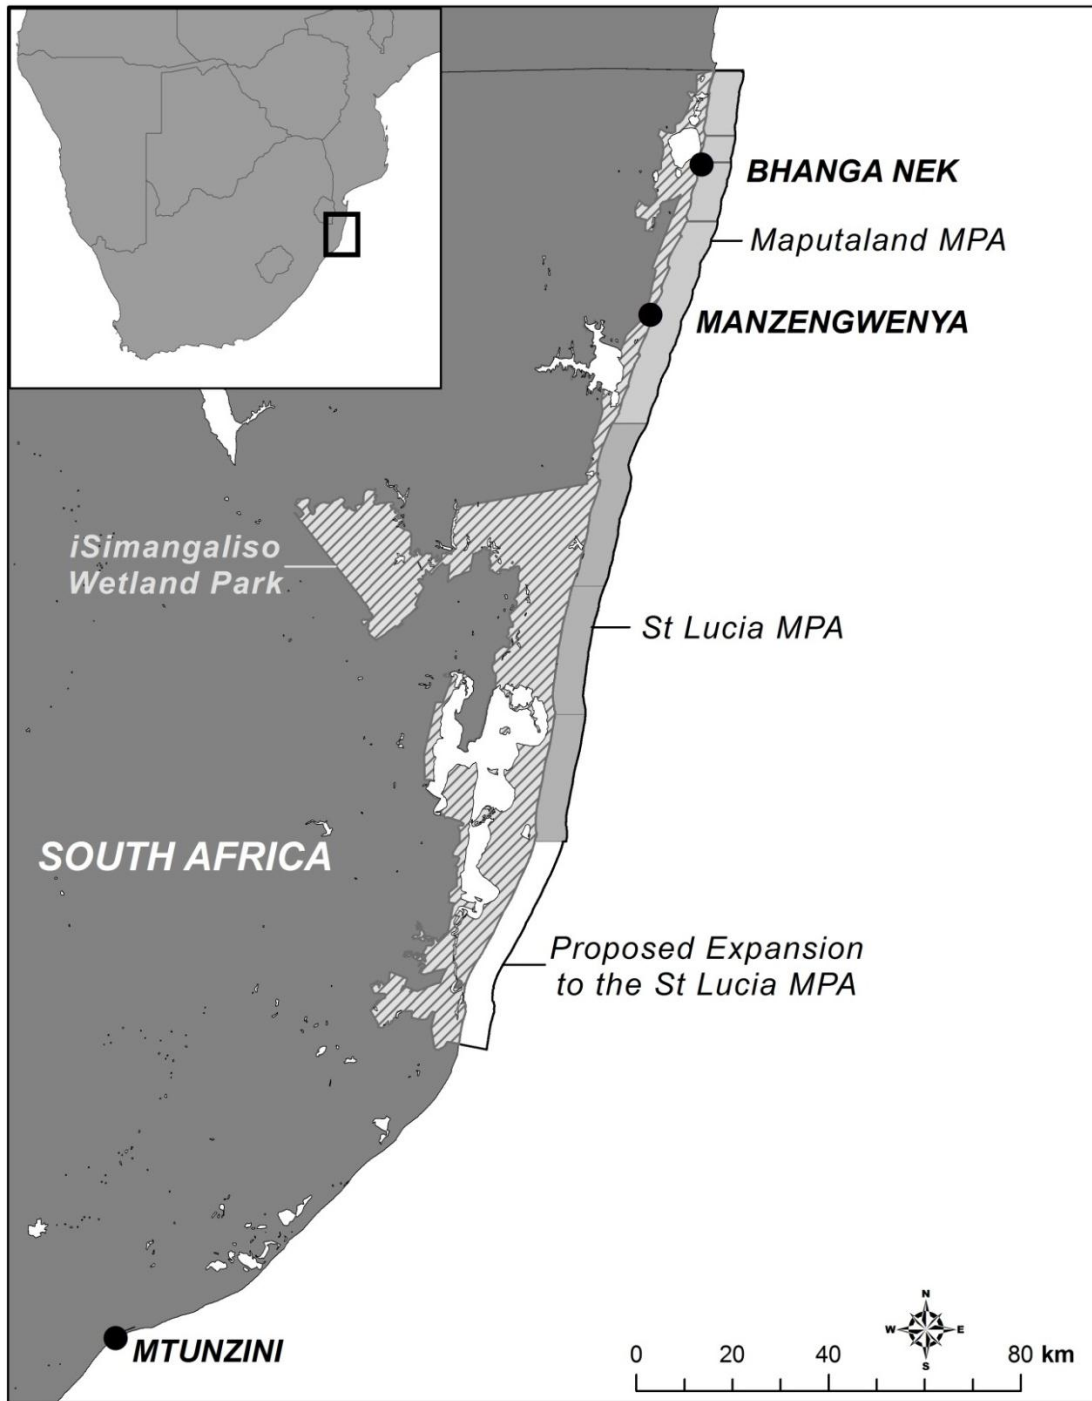 BHANGA NEK
Maputaland MPA
MANZENGWENYA
iSimangaliso
Wetland Park
St Lucia MPA
SOUTH AFRICA
Proposed Expansion
to the St Lucia MPA
MTUNZINI
N
W E
S
0 20 40 80 km